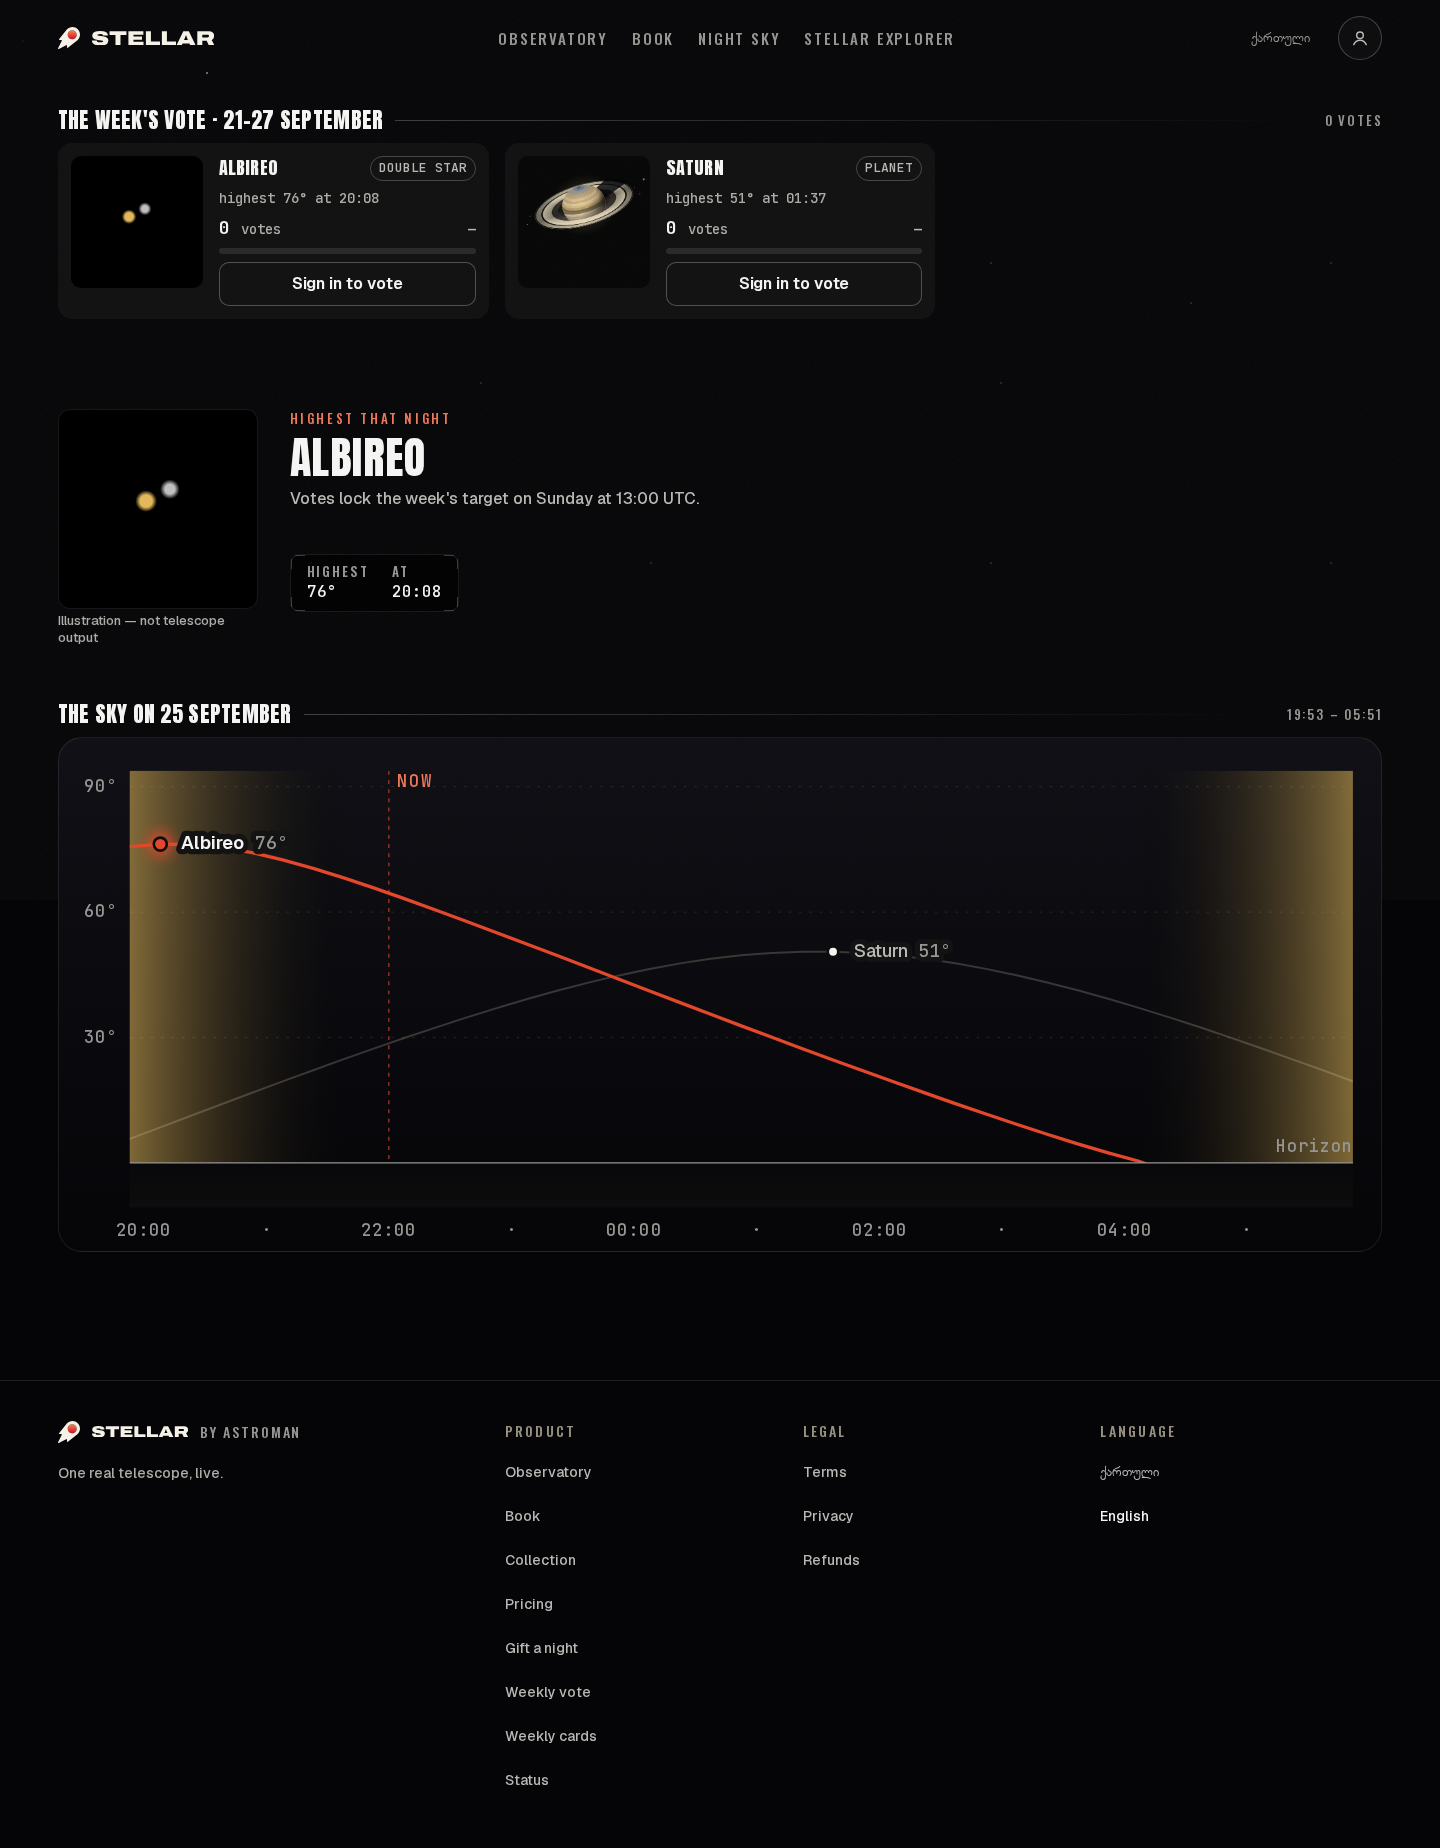 STELLAR
OBSERVATORY BOOK NIGHT SKY STELLAR EXPLORER
ქართული
THE WEEK'S VOTE · 21–27 SEPTEMBER
0 VOTES
ALBIREO
DOUBLE STAR
highest 76° at 20:08
0 votes –
Sign in to vote
SATURN
PLANET
highest 51° at 01:37
0 votes –
Sign in to vote
HIGHEST THAT NIGHT
ALBIREO
Votes lock the week's target on Sunday at 13:00 UTC.
HIGHEST AT
76° 20:08
Illustration — not telescope
output
THE SKY ON 25 SEPTEMBER
19:53 – 05:51
NOW
90°
Albireo 76°
60°
Saturn 51°
30°
Horizon
20:00 · 22:00 · 00:00 · 02:00 · 04:00 ·
STELLAR BY ASTROMAN
One real telescope, live.
PRODUCT
Observatory
Book
Collection
Pricing
Gift a night
Weekly vote
Weekly cards
Status
LEGAL
Terms
Privacy
Refunds
LANGUAGE
ქართული
English